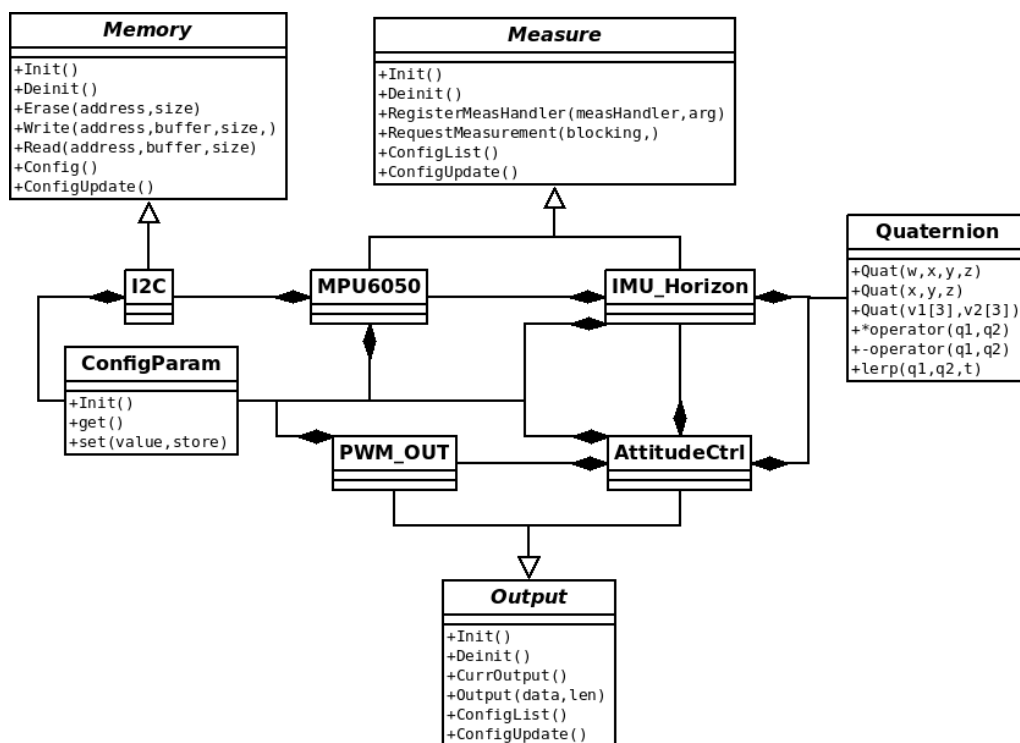 Memory
+Init()
+Deinit()
+Erase(address,size)
+Write(address,buffer,size,)
+Read(address,buffer,size)
+Config()
+ConfigUpdate()
Measure
+Init()
+Deinit()
+RegisterMeasHandler(measHandler,arg)
+RequestMeasurement(blocking,)
+ConfigList()
+ConfigUpdate()
I2C
MPU6050
IMU_Horizon
Quaternion
+Quat(w,x,y,z)
+Quat(x,y,z)
+Quat(v1[3],v2[3])
+*operator(q1,q2)
+-operator(q1,q2)
+lerp(q1,q2,t)
ConfigParam
+Init()
+get()
+set(value,store)
PWM_OUT
AttitudeCtrl
Output
+Init()
+Deinit()
+CurrOutput()
+Output(data,len)
+ConfigList()
+ConfigUpdate()